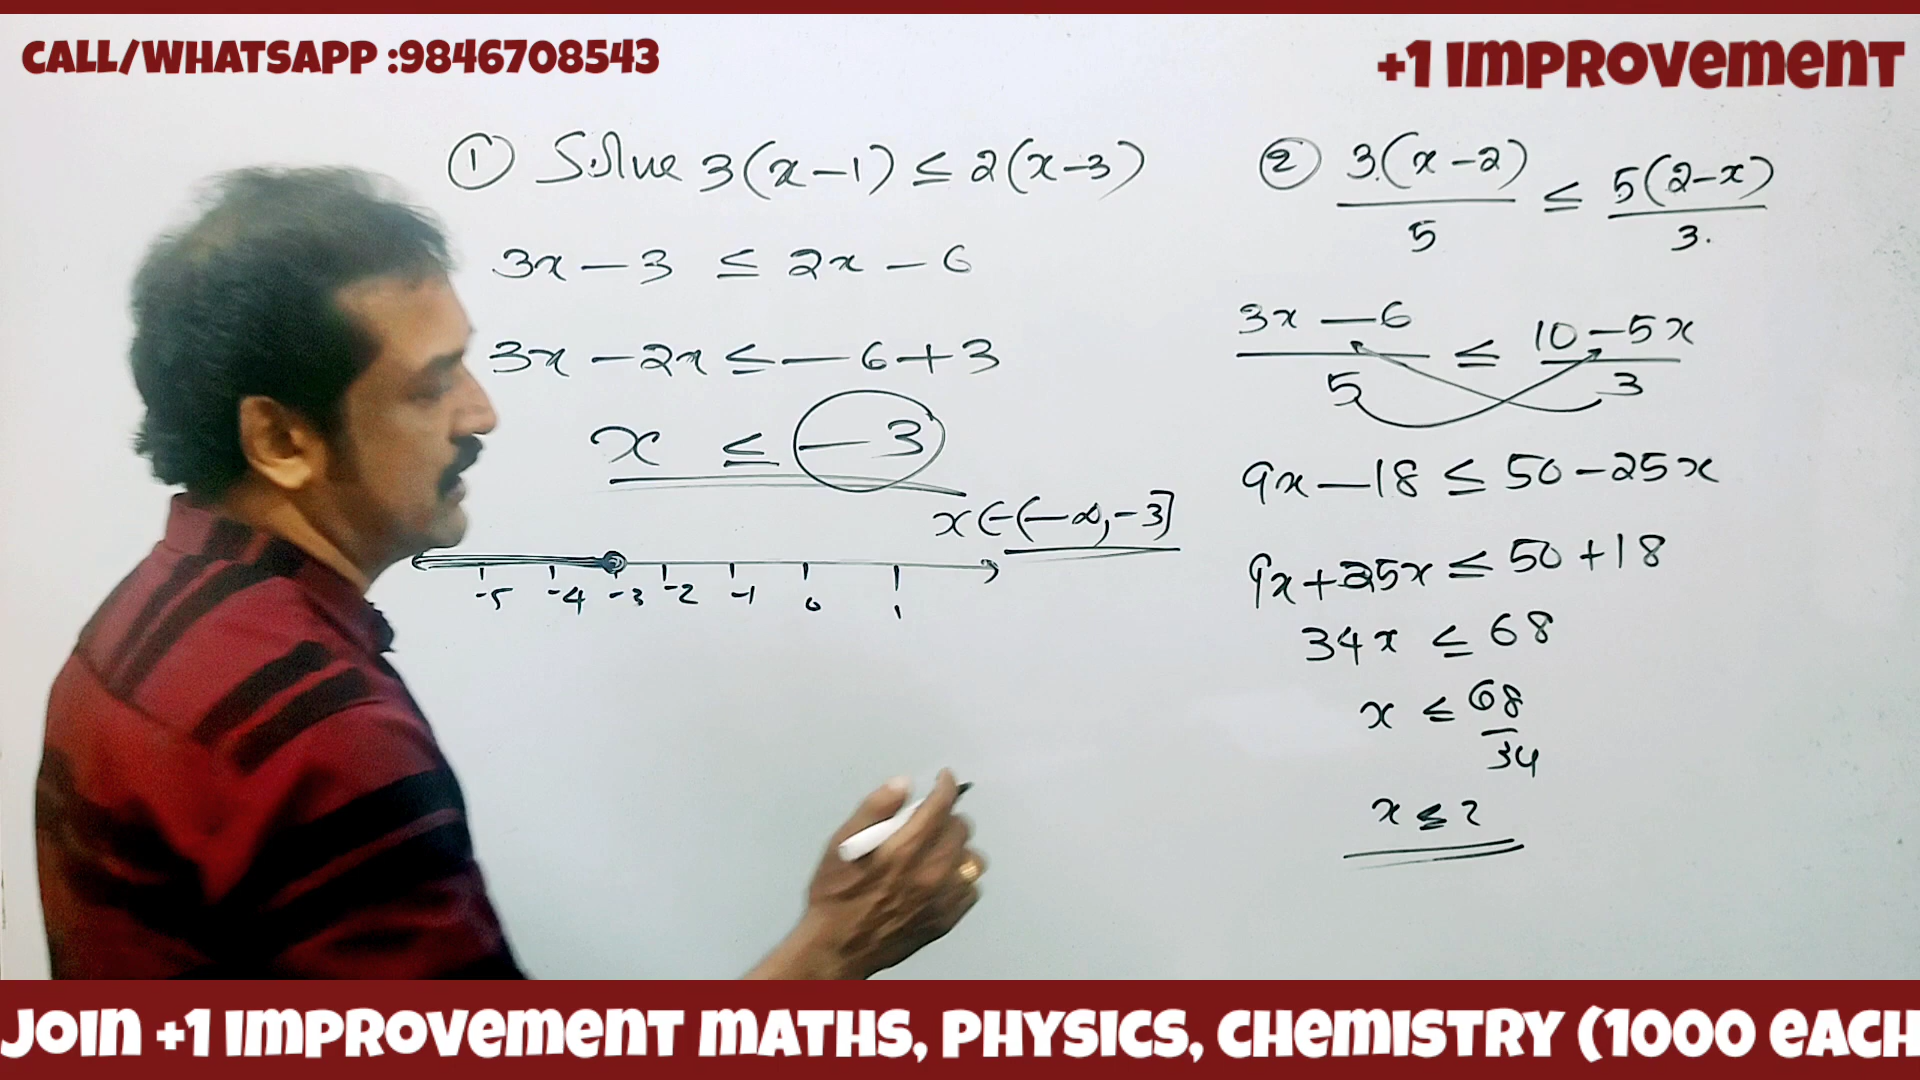 CALL/WHATSAPP :9846708543
+1 IMPROVEMENT
① Solve 3(x-1) ≤ 2(x-3)
3x - 3 ≤ 2x - 6
3x - 2x ≤ - 6 + 3
x ≤ -3
x ∈ (-∞, -3]
-5 -4 -3 -2 -1 0 1
② 3(x-2)/5 ≤ 5(2-x)/3
3x - 6/5 ≤ 10 - 5x/3
9x - 18 ≤ 50 - 25x
9x + 25x ≤ 50 + 18
34x ≤ 68
x ≤ 68/34
x ≤ 2
JOIN +1 IMPROVEMENT MATHS, PHYSICS, CHEMISTRY (1000 EACH